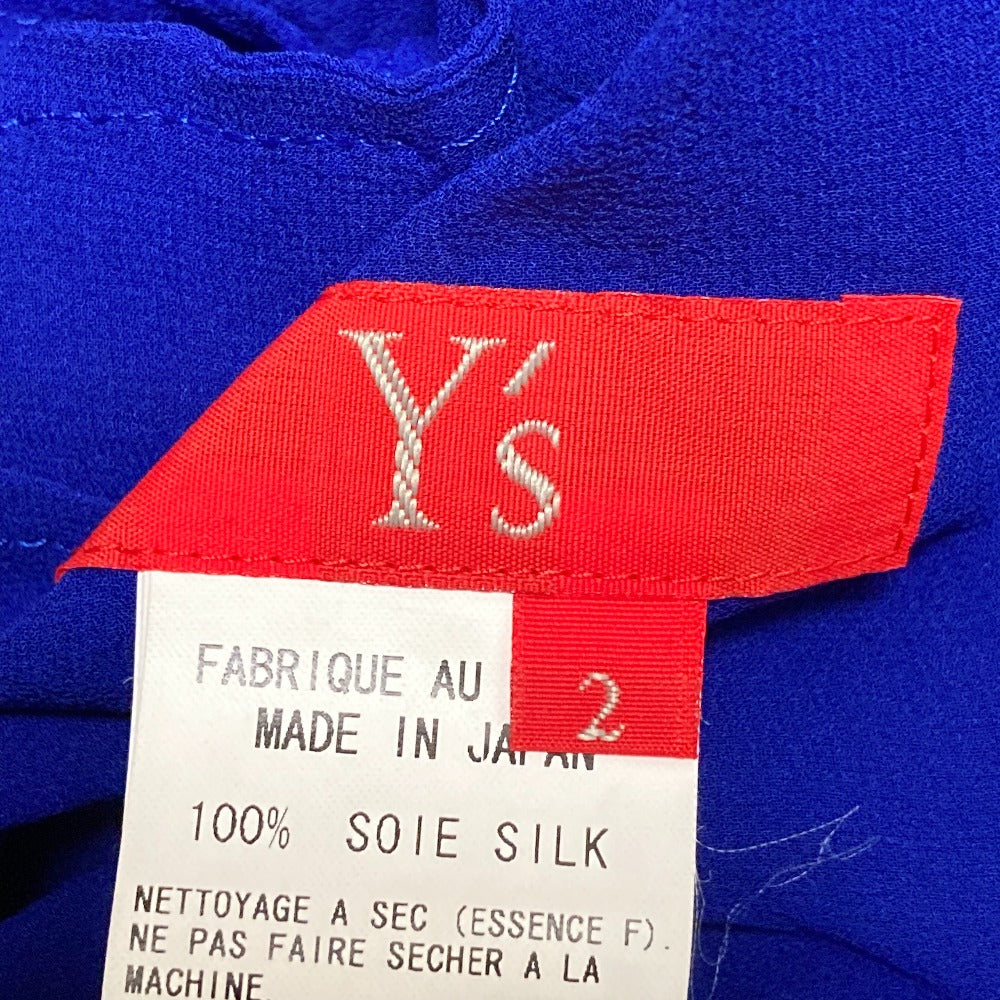 Y's
2
FABRIQUE AU
MADE IN JAPAN
100% SOIE SILK
NETTOYAGE A SEC (ESSENCE F).
NE PAS FAIRE SECHER A LA
MACHINE.